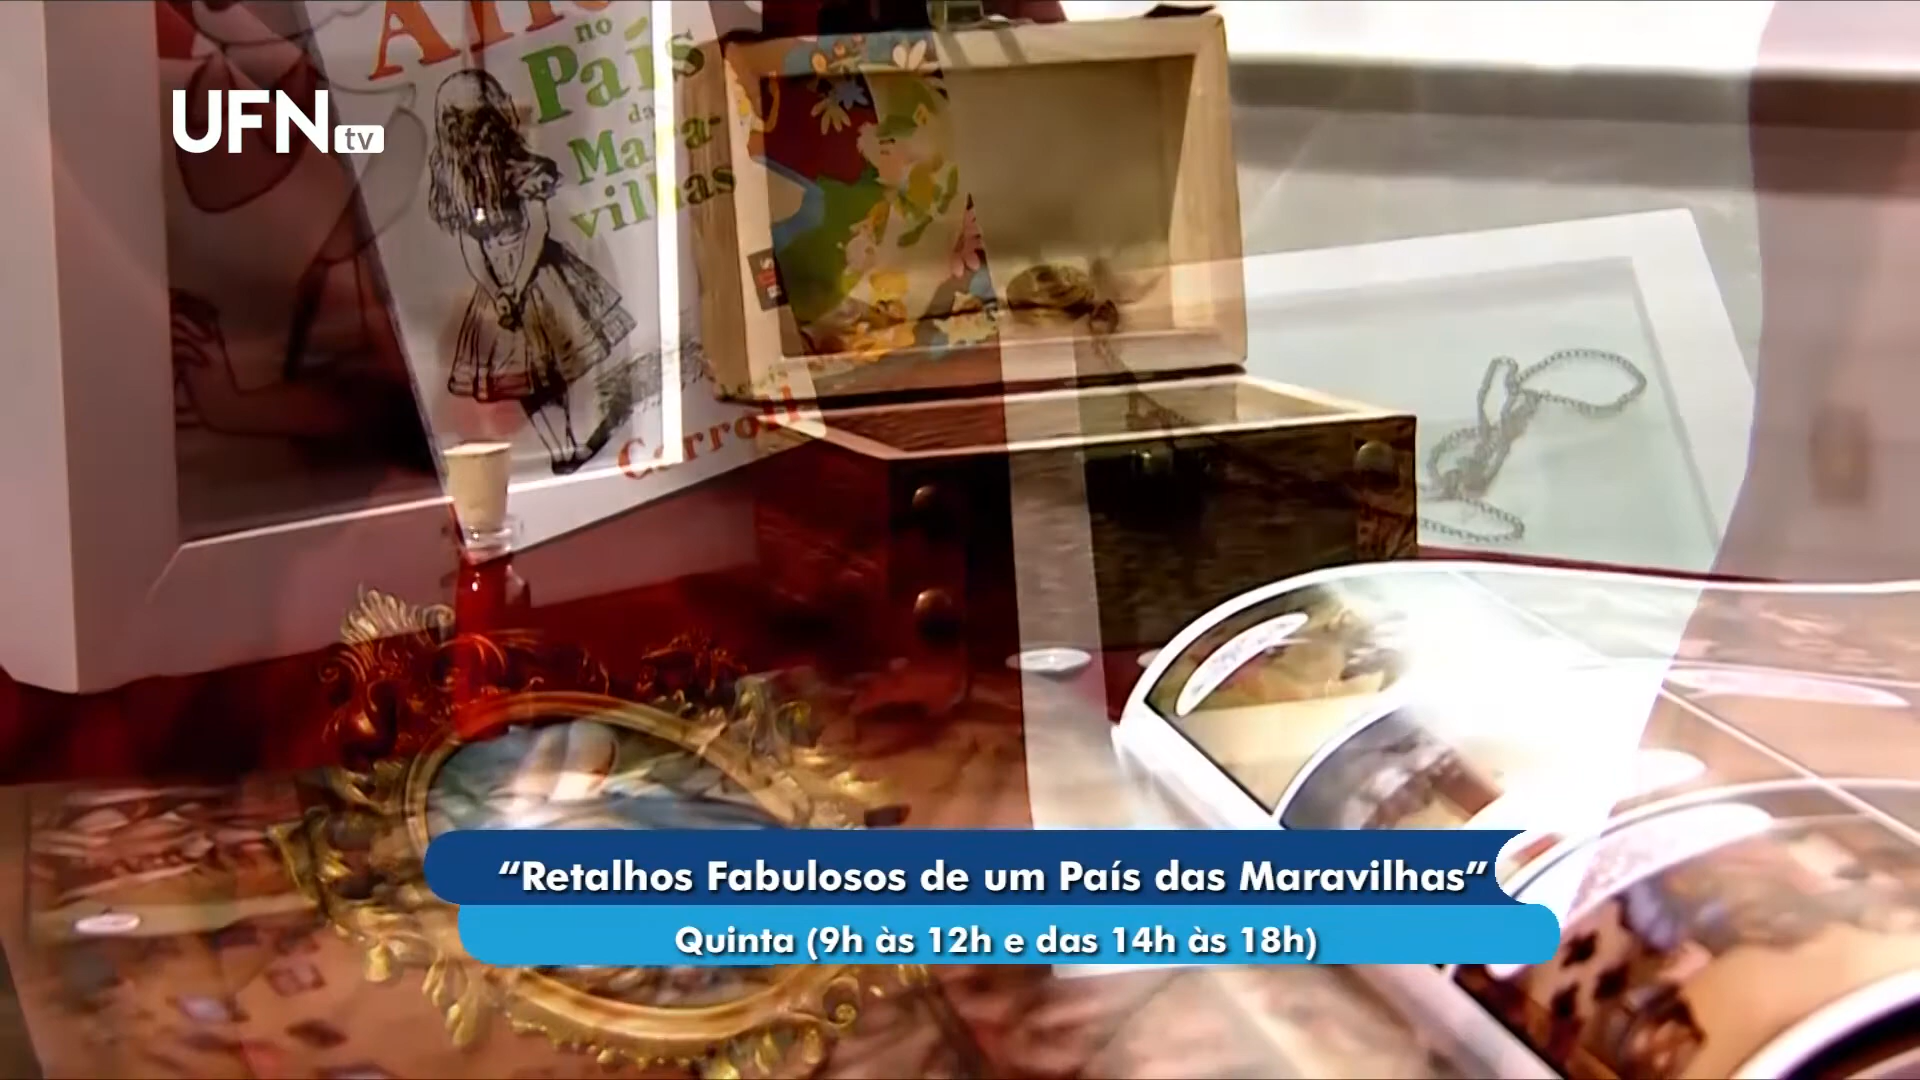 UFN tv
no
País
das
Mara-
vilhas
Carroll
“Retalhos Fabulosos de um País das Maravilhas”
Quinta (9h às 12h e das 14h às 18h)